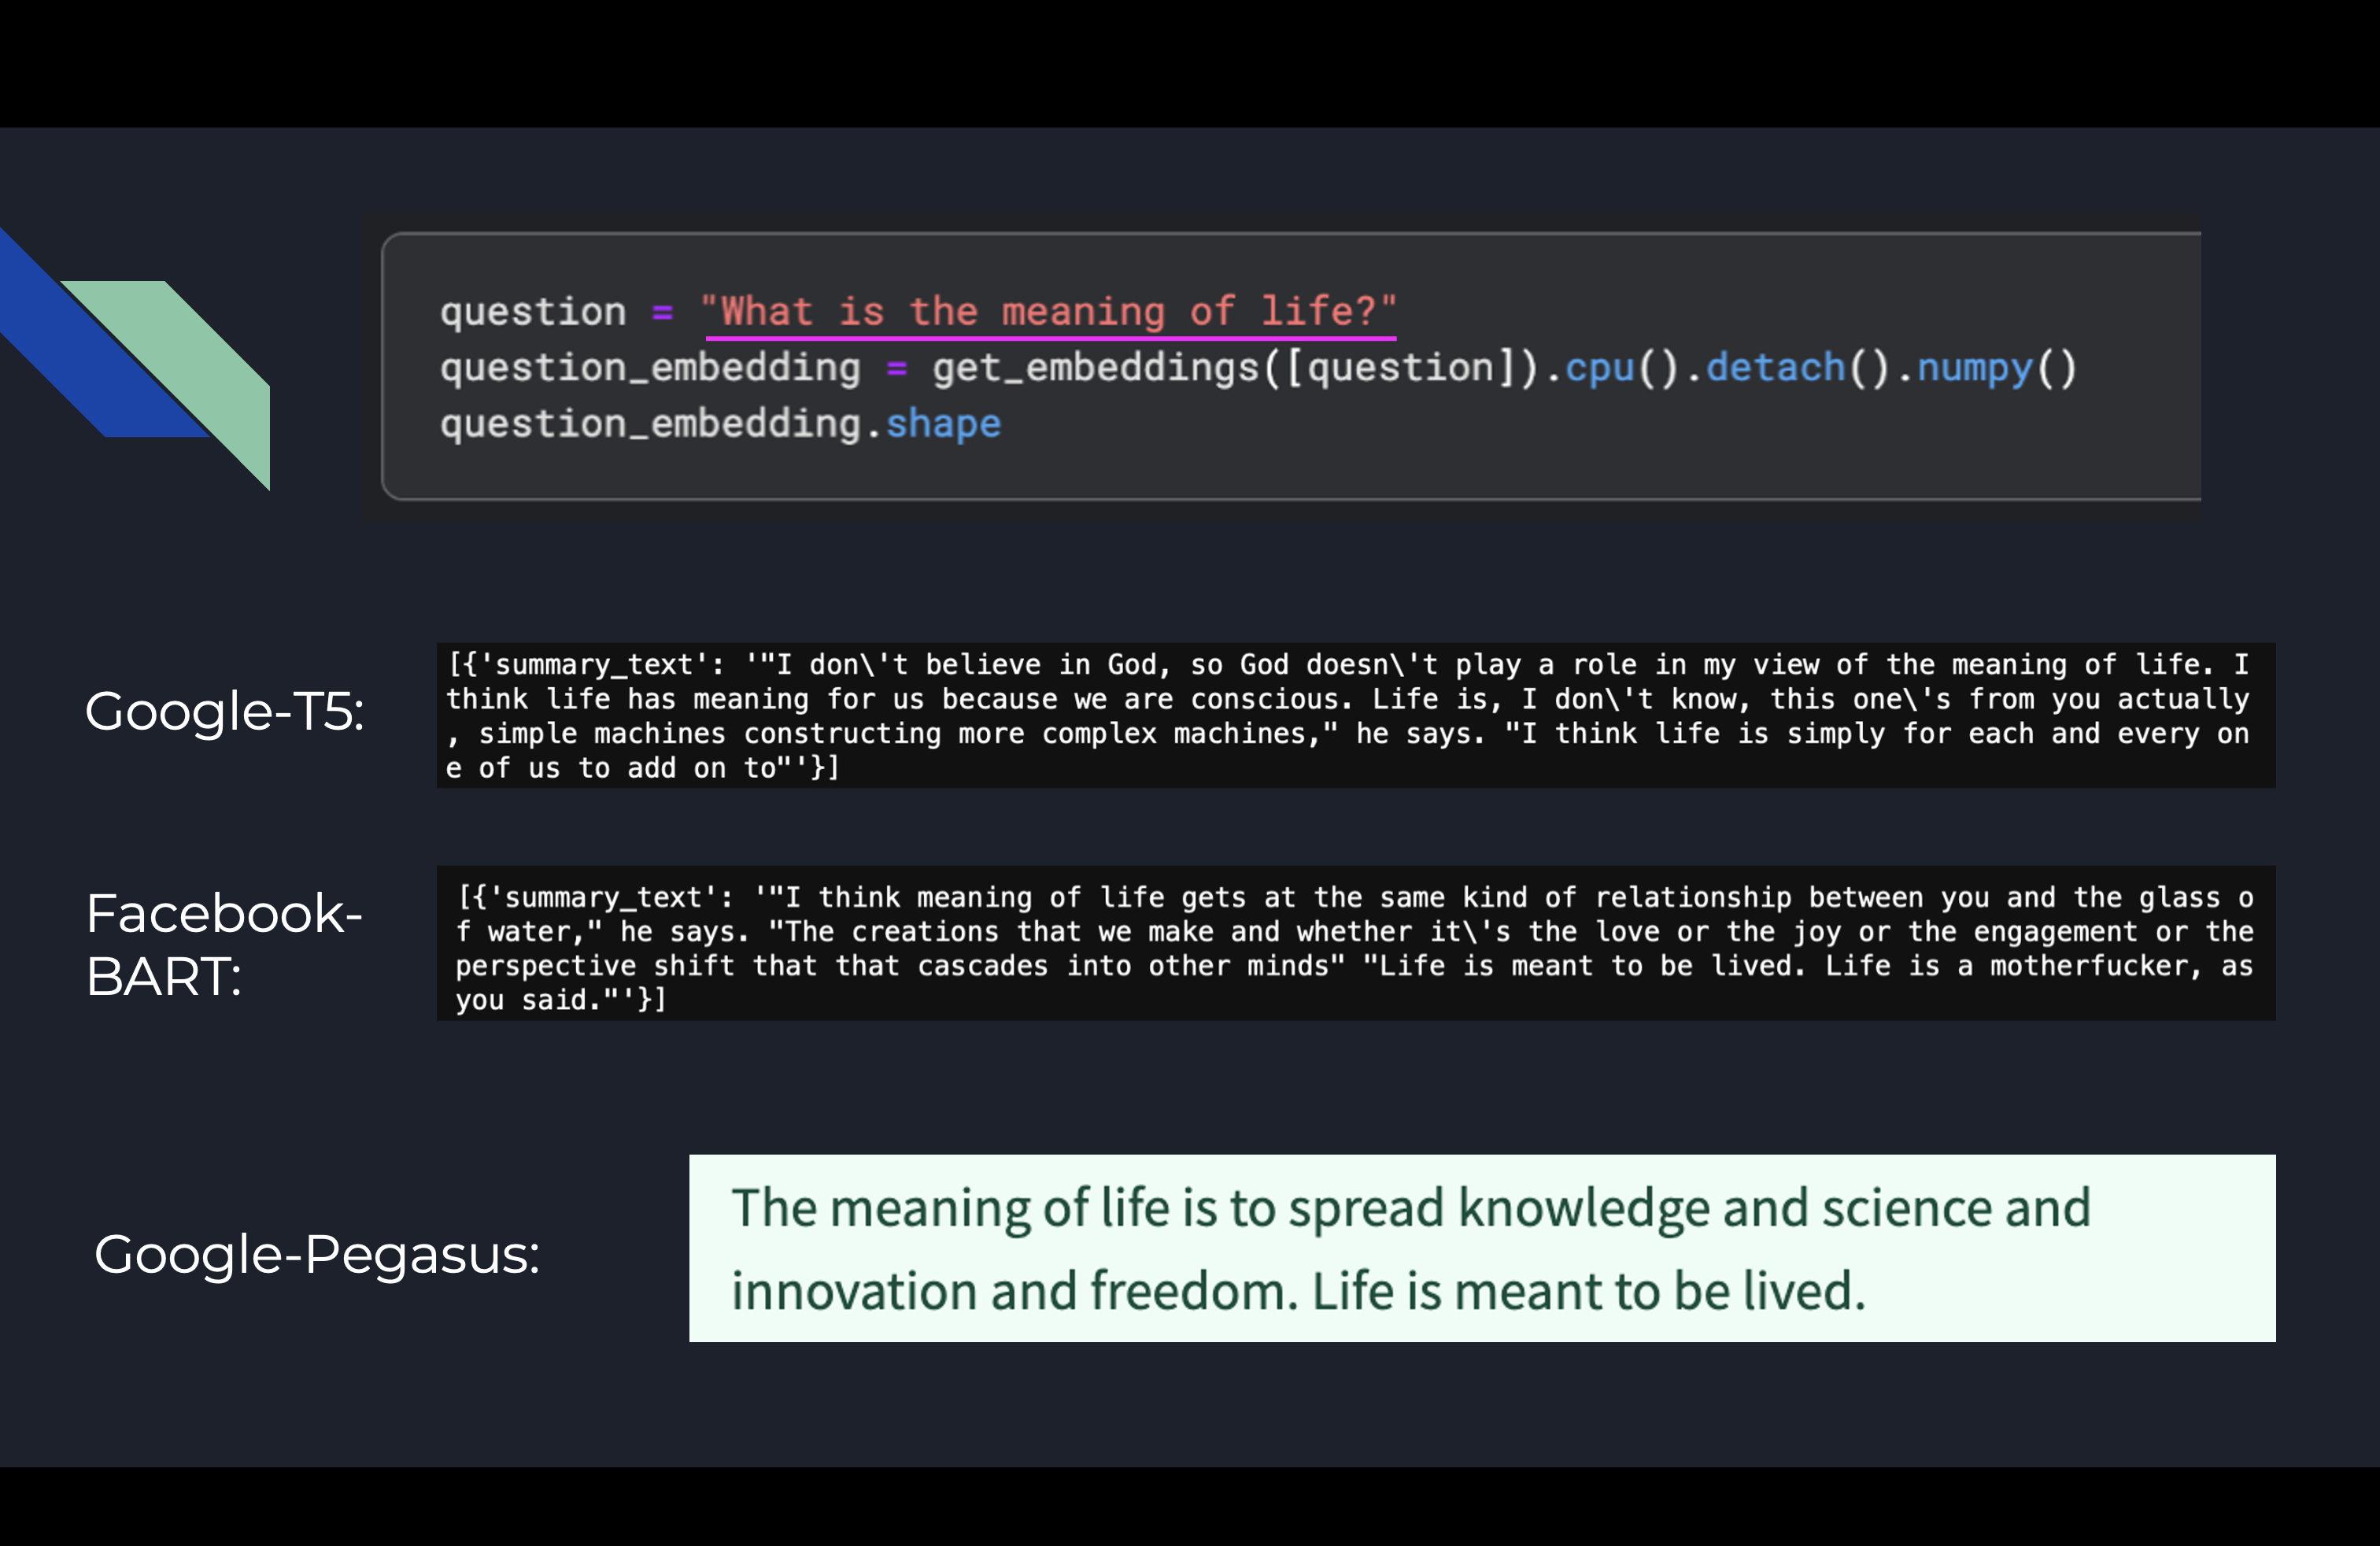 question = "What is the meaning of life?"
question_embedding = get_embeddings([question]).cpu().detach().numpy()
question_embedding.shape
Google-T5:
[{'summary_text': '"I don\'t believe in God, so God doesn\'t play a role in my view of the meaning of life. I
think life has meaning for us because we are conscious. Life is, I don\'t know, this one\'s from you actually
, simple machines constructing more complex machines," he says. "I think life is simply for each and every on
e of us to add on to"'}]
Facebook-
BART:
[{'summary_text': '"I think meaning of life gets at the same kind of relationship between you and the glass o
f water," he says. "The creations that we make and whether it\'s the love or the joy or the engagement or the
perspective shift that that cascades into other minds" "Life is meant to be lived. Life is a motherfucker, as
you said."'}]
Google-Pegasus:
The meaning of life is to spread knowledge and science and
innovation and freedom. Life is meant to be lived.